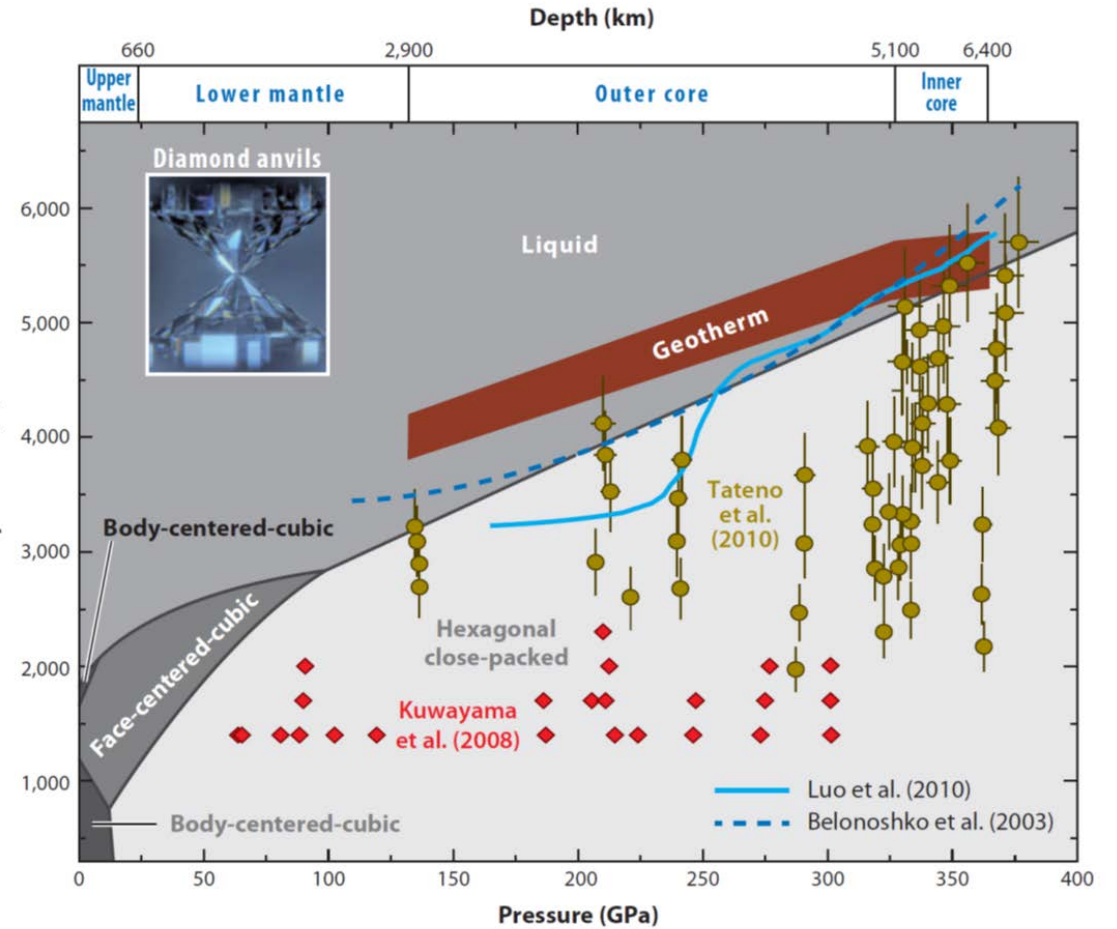 Depth (km)
660 2,900 5,100 6,400
Upper
mantle
Lower mantle
Outer core
Inner
core
Diamond anvils
6,000
Liquid
5,000
Geotherm
4,000
Tateno
et al.
(2010)
Body-centered-cubic
3,000
Face-centered-cubic
Hexagonal
close-packed
2,000
Kuwayama
et al. (2008)
1,000
Luo et al. (2010)
Belonoshko et al. (2003)
Body-centered-cubic
0 50 100 150 200 250 300 350 400
Pressure (GPa)